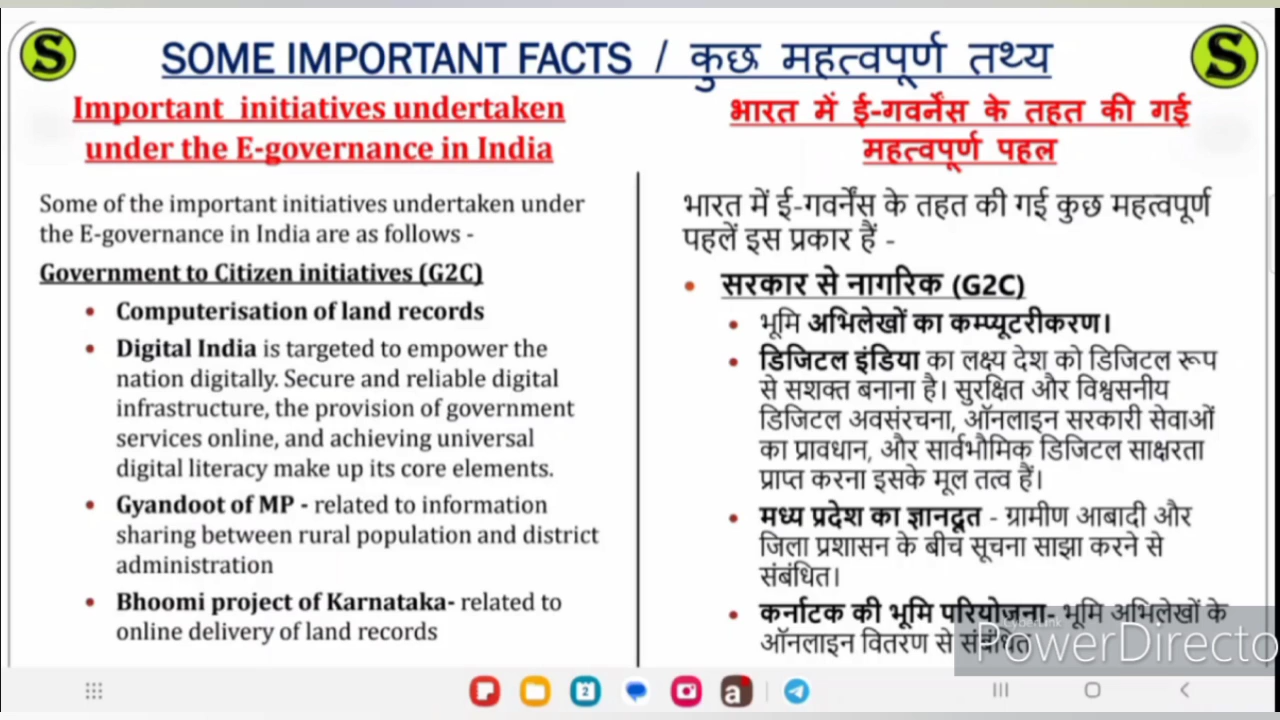 S
SOME IMPORTANT FACTS / कुछ महत्वपूर्ण तथ्य
S
Important initiatives undertaken
under the E-governance in India
Some of the important initiatives undertaken under
the E-governance in India are as follows -
Government to Citizen initiatives (G2C)
• Computerisation of land records
• Digital India is targeted to empower the
nation digitally. Secure and reliable digital
infrastructure, the provision of government
services online, and achieving universal
digital literacy make up its core elements.
• Gyandoot of MP - related to information
sharing between rural population and district
administration
• Bhoomi project of Karnataka- related to
online delivery of land records
भारत में ई-गवर्नेंस के तहत की गई
महत्वपूर्ण पहल
भारत में ई-गवर्नेंस के तहत की गई कुछ महत्वपूर्ण
पहलें इस प्रकार हैं -
• सरकार से नागरिक (G2C)
• भूमि अभिलेखों का कम्प्यूटरीकरण।
• डिजिटल इंडिया का लक्ष्य देश को डिजिटल रूप
से सशक्त बनाना है। सुरक्षित और विश्वसनीय
डिजिटल अवसंरचना, ऑनलाइन सरकारी सेवाओं
का प्रावधान, और सार्वभौमिक डिजिटल साक्षरता
प्राप्त करना इसके मूल तत्व हैं।
• मध्य प्रदेश का ज्ञानदूत - ग्रामीण आबादी और
जिला प्रशासन के बीच सूचना साझा करने से
संबंधित।
• कर्नाटक की भूमि परियोजना- भूमि अभिलेखों के
ऑनलाइन वितरण से संबंधित
CyberLink
PowerDirecto
2
a